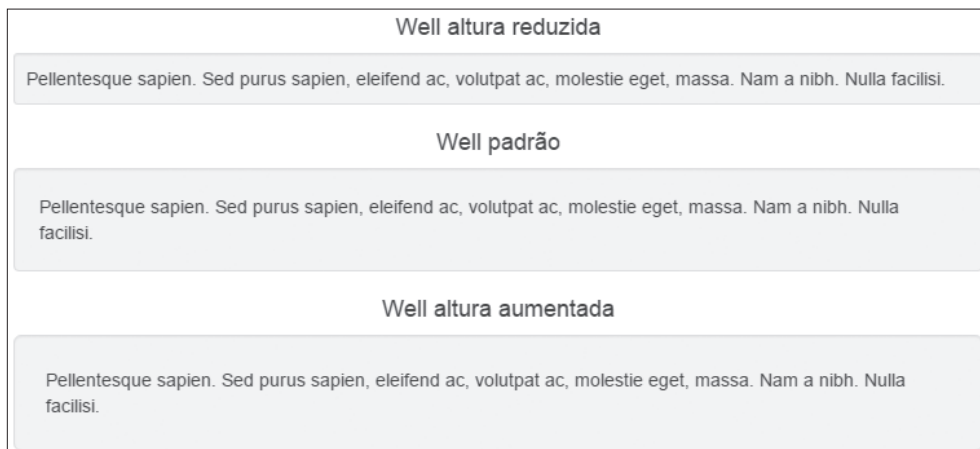 Well altura reduzida
Pellentesque sapien. Sed purus sapien, eleifend ac, volutpat ac, molestie eget, massa. Nam a nibh. Nulla facilisi.
Well padrão
Pellentesque sapien. Sed purus sapien, eleifend ac, volutpat ac, molestie eget, massa. Nam a nibh. Nulla
facilisi.
Well altura aumentada
Pellentesque sapien. Sed purus sapien, eleifend ac, volutpat ac, molestie eget, massa. Nam a nibh. Nulla
facilisi.